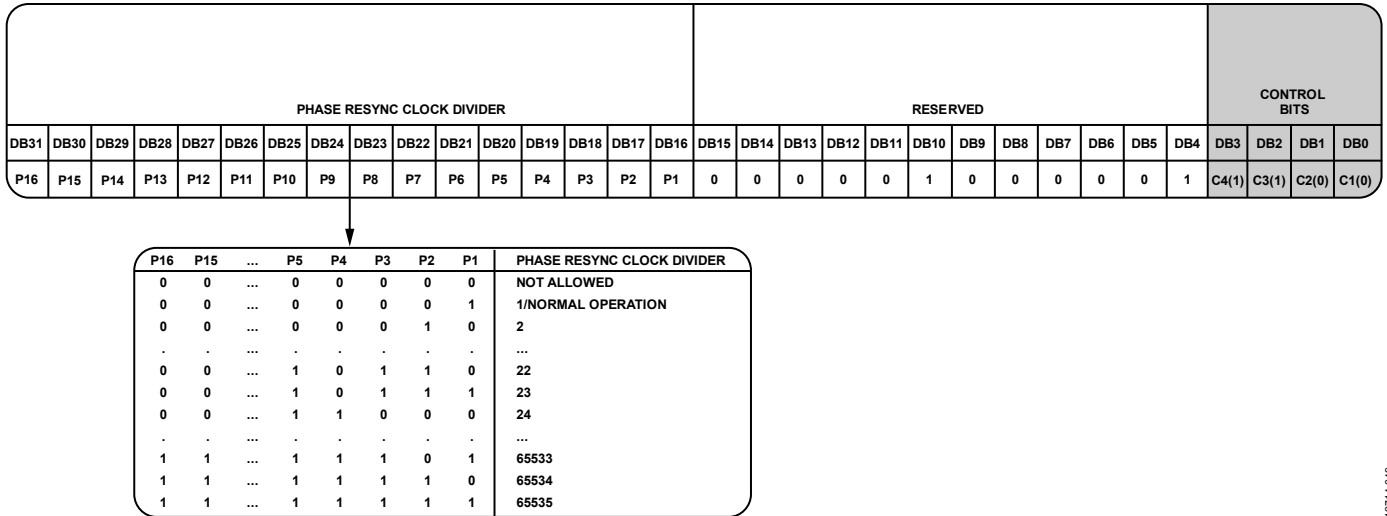 PHASE RESYNC CLOCK DIVIDER RESERVED CONTROL
BITS
DB31 DB30 DB29 DB28 DB27 DB26 DB25 DB24 DB23 DB22 DB21 DB20 DB19 DB18 DB17 DB16 DB15 DB14 DB13 DB12 DB11 DB10 DB9 DB8 DB7 DB6 DB5 DB4 DB3 DB2 DB1 DB0
P16 P15 P14 P13 P12 P11 P10 P9 P8 P7 P6 P5 P4 P3 P2 P1 0 0 0 0 0 1 0 0 0 0 0 1 C4(1) C3(1) C2(0) C1(0)
P16 P15 ... P5 P4 P3 P2 P1 PHASE RESYNC CLOCK DIVIDER
0 0 ... 0 0 0 0 0 NOT ALLOWED
0 0 ... 0 0 0 0 1 1/NORMAL OPERATION
0 0 ... 0 0 0 1 0 2
. . ... . . . . . ...
0 0 ... 1 0 1 1 0 22
0 0 ... 1 0 1 1 1 23
0 0 ... 1 1 0 0 0 24
. . ... . . . . . ...
1 1 ... 1 1 1 0 1 65533
1 1 ... 1 1 1 1 0 65534
1 1 ... 1 1 1 1 1 65535